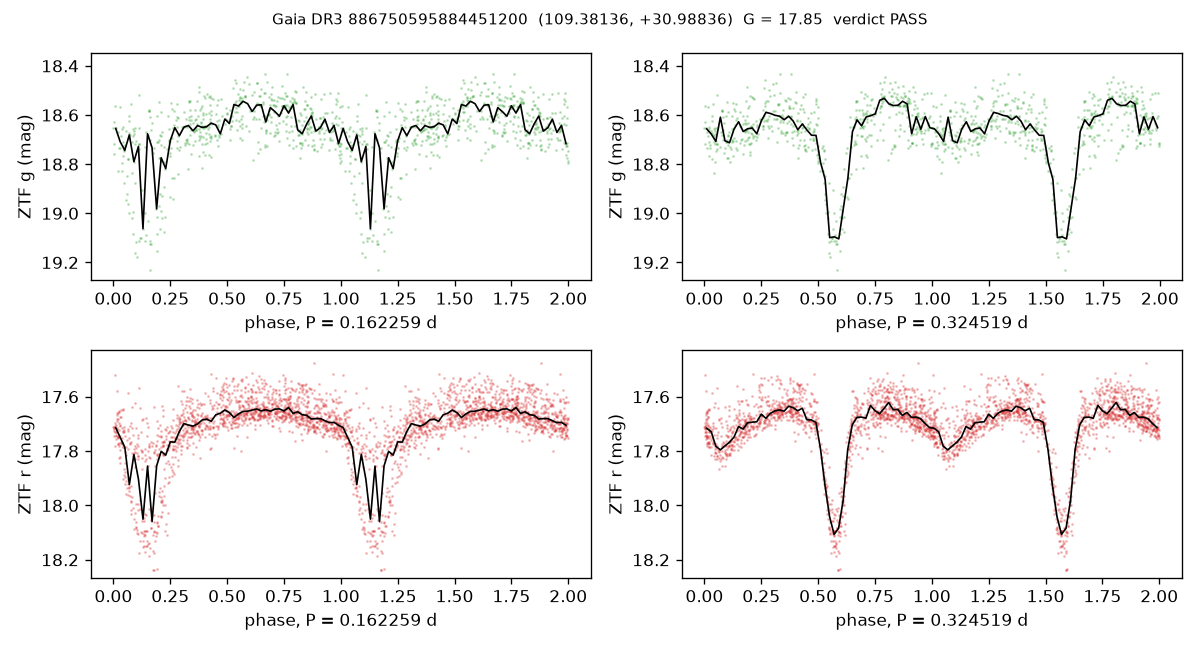 Gaia DR3 886750595884451200 (109.38136, +30.98836) G = 17.85 verdict PASS
18.4
18.6
18.8
19.0
19.2
ZTF g (mag)
0.00 0.25 0.50 0.75 1.00 1.25 1.50 1.75 2.00
phase, P = 0.162259 d
18.4
18.6
18.8
19.0
19.2
ZTF g (mag)
0.00 0.25 0.50 0.75 1.00 1.25 1.50 1.75 2.00
phase, P = 0.324519 d
17.6
17.8
18.0
18.2
ZTF r (mag)
0.00 0.25 0.50 0.75 1.00 1.25 1.50 1.75 2.00
phase, P = 0.162259 d
17.6
17.8
18.0
18.2
ZTF r (mag)
0.00 0.25 0.50 0.75 1.00 1.25 1.50 1.75 2.00
phase, P = 0.324519 d